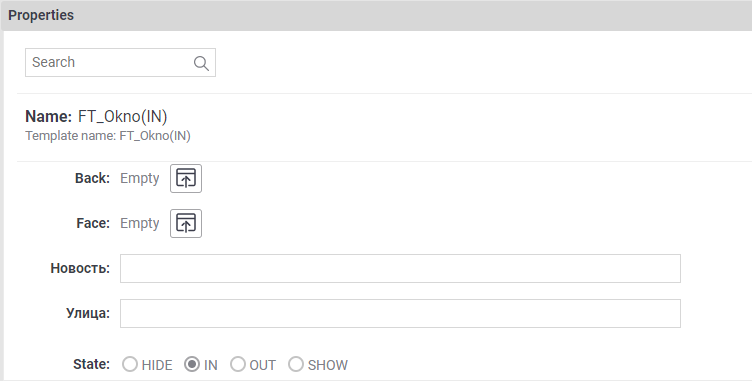 Properties
Search
Name: FT_Okno(IN)
Template name: FT_Okno(IN)
Back: Empty
Face: Empty
Новость:
Улица:
State: HIDE IN OUT SHOW